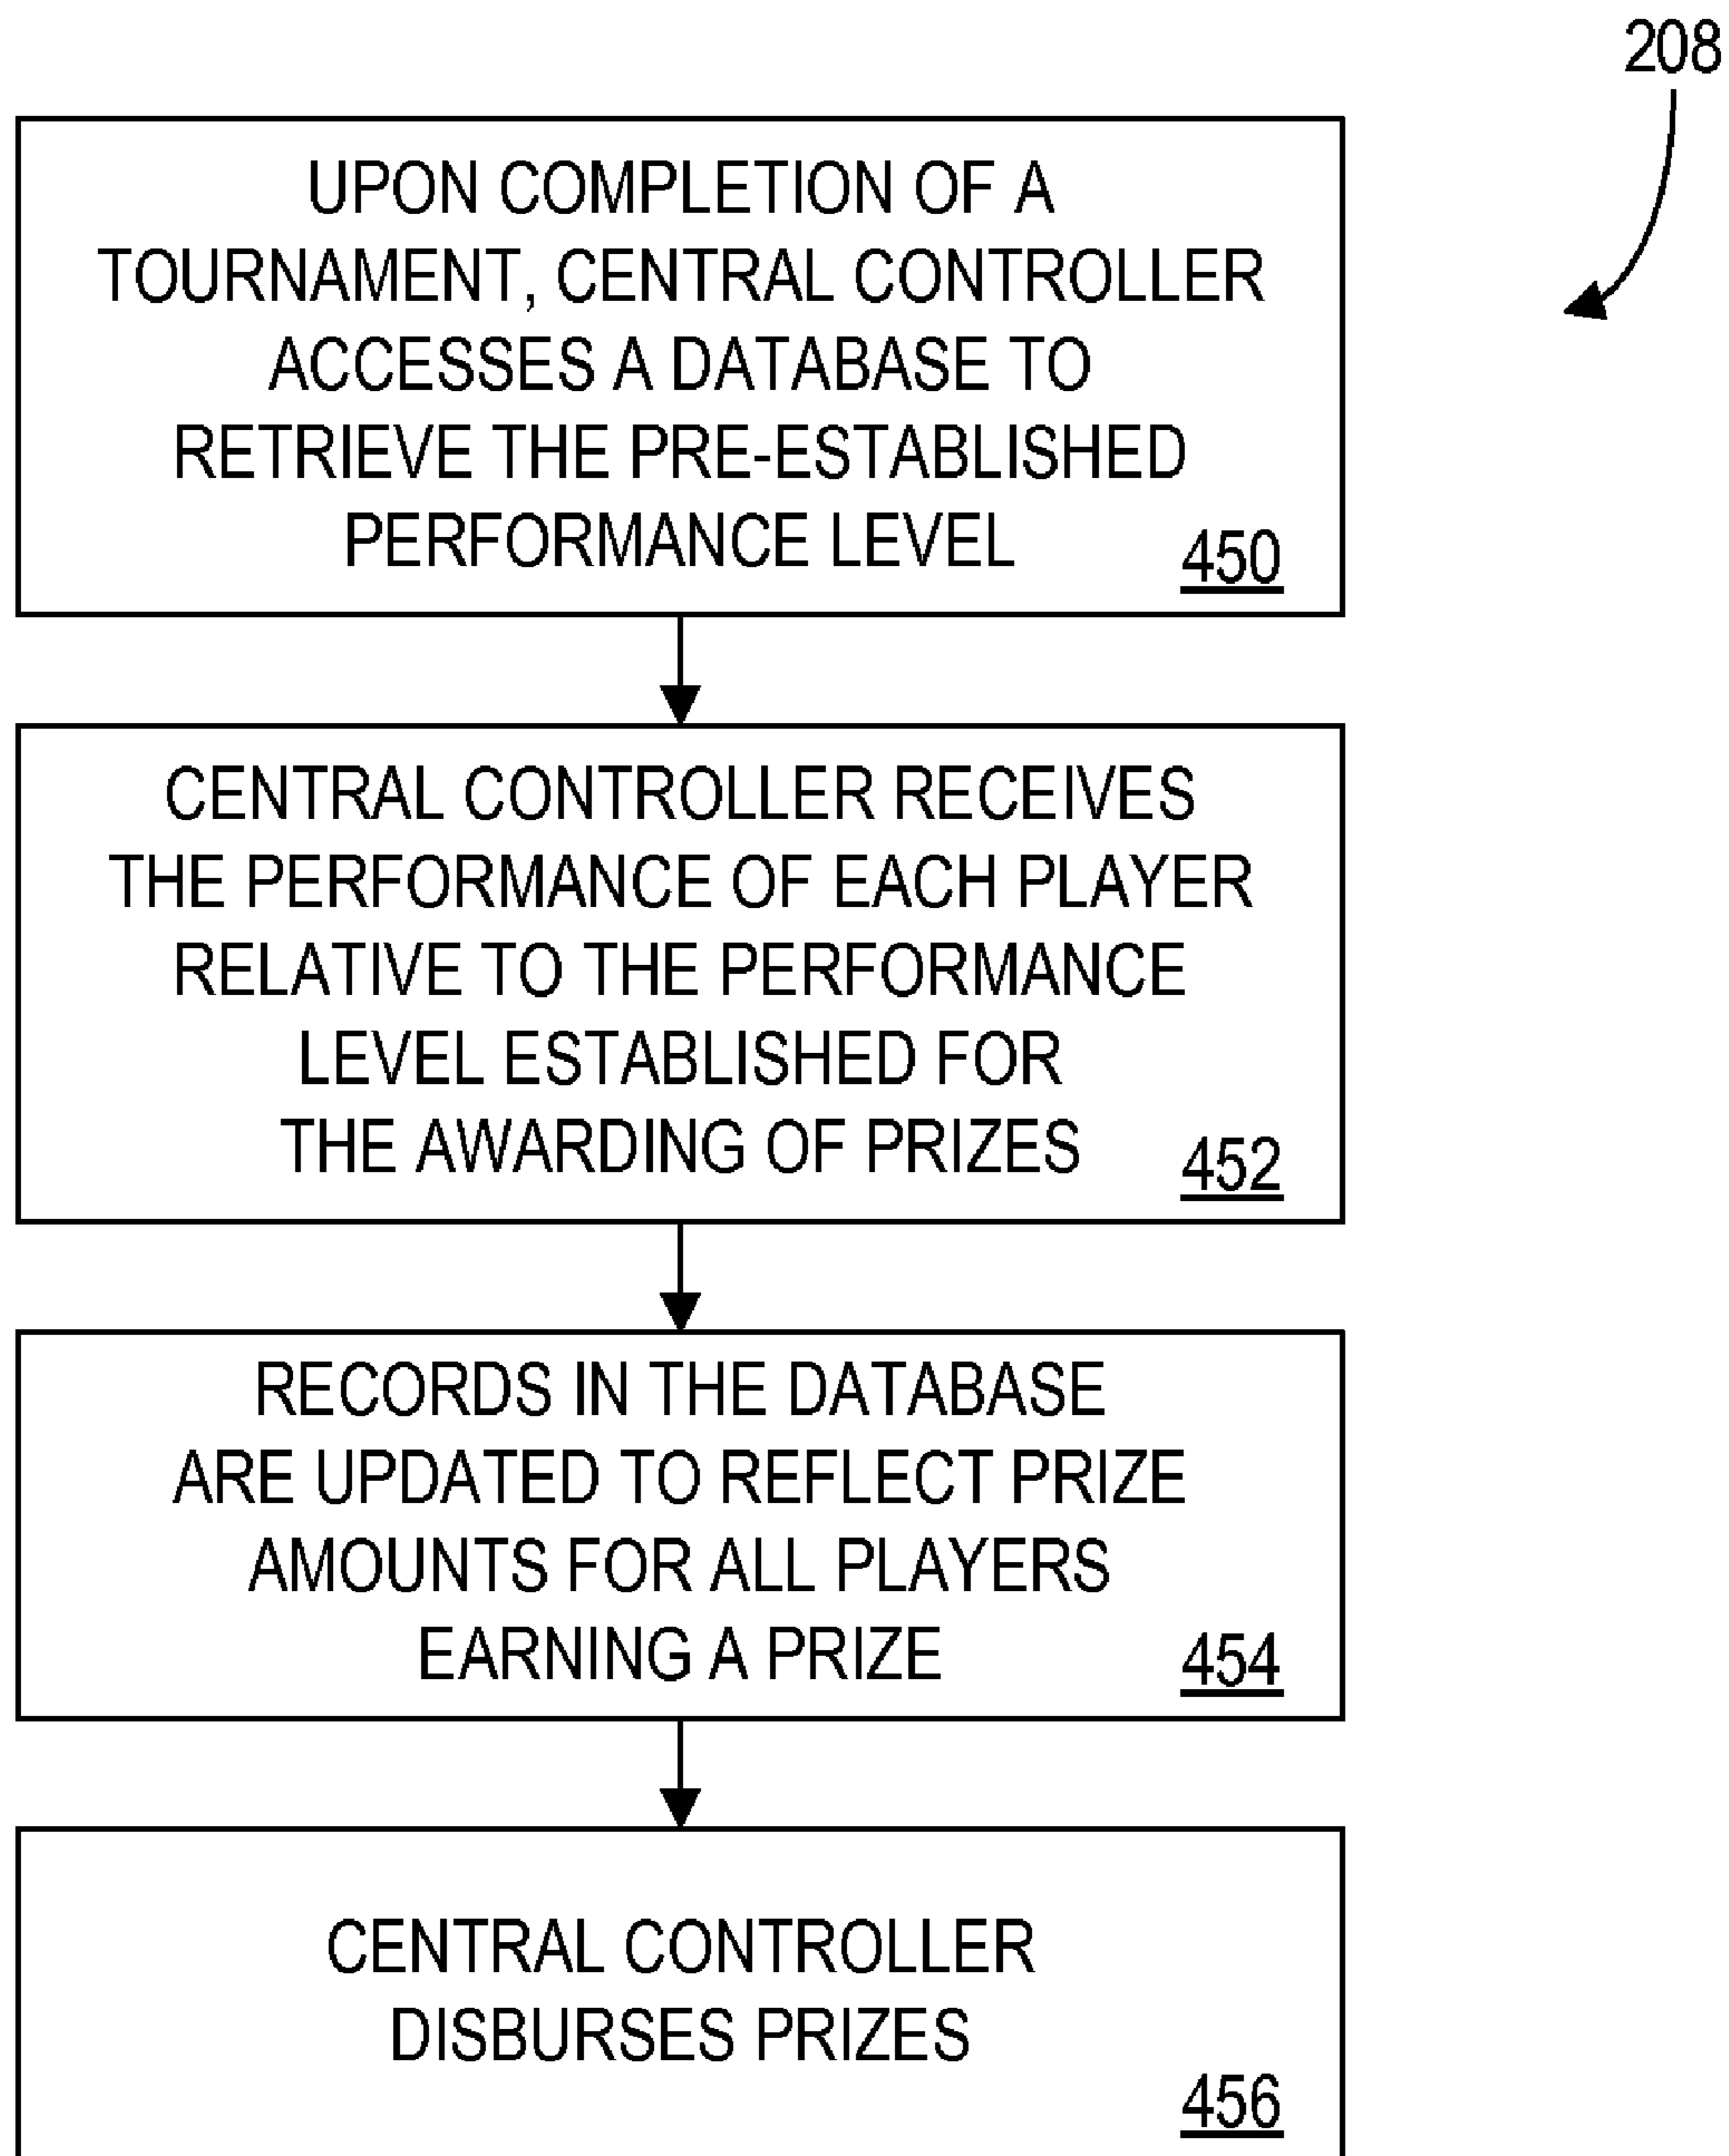 208
UPON COMPLETION OF A
TOURNAMENT, CENTRAL CONTROLLER
ACCESSES A DATABASE TO
RETRIEVE THE PRE-ESTABLISHED
PERFORMANCE LEVEL
450
CENTRAL CONTROLLER RECEIVES
THE PERFORMANCE OF EACH PLAYER
RELATIVE TO THE PERFORMANCE
LEVEL ESTABLISHED FOR
THE AWARDING OF PRIZES
452
RECORDS IN THE DATABASE
ARE UPDATED TO REFLECT PRIZE
AMOUNTS FOR ALL PLAYERS
EARNING A PRIZE
454
CENTRAL CONTROLLER
DISBURSES PRIZES
456